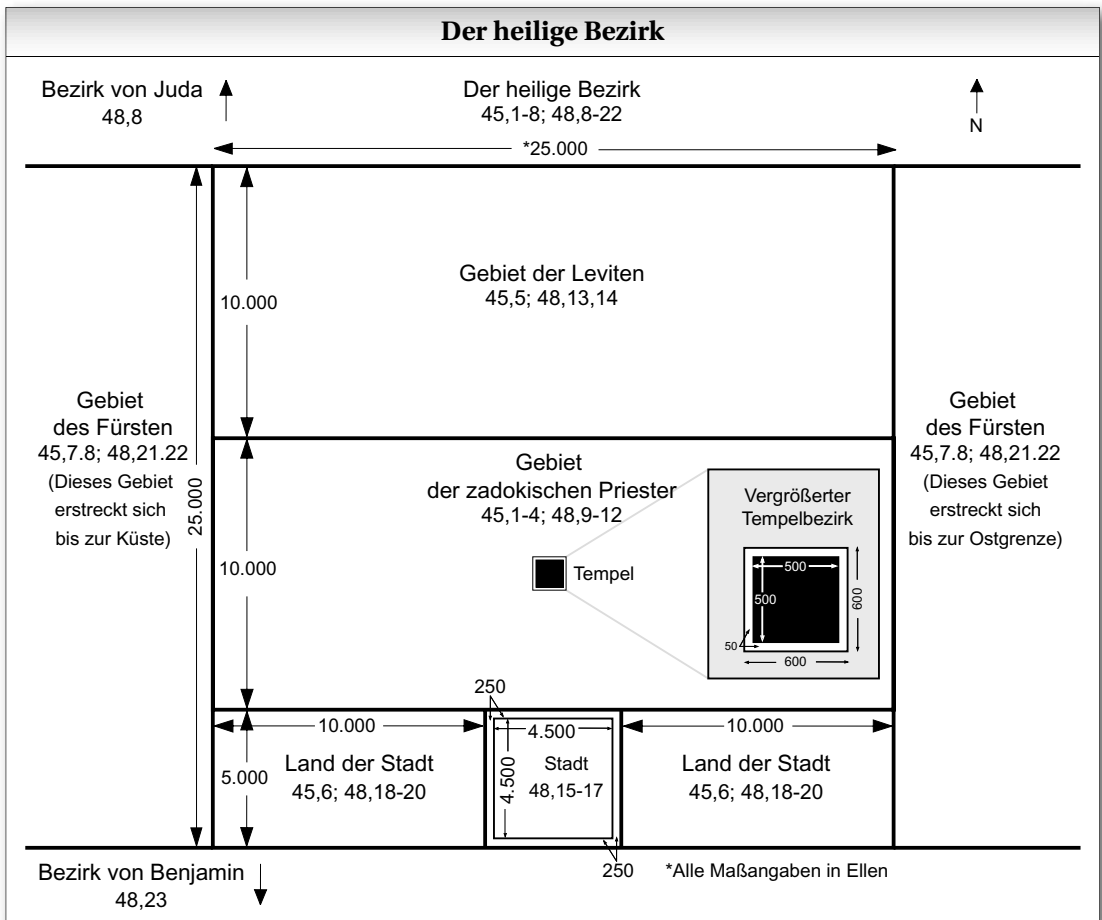 Der heilige Bezirk
Bezirk von Juda
48,8
Der heilige Bezirk
45,1-8; 48,8-22
N
*25.000
10.000
Gebiet der Leviten
45,5; 48,13,14
Gebiet
des Fürsten
45,7.8; 48,21.22
(Dieses Gebiet
erstreckt sich
bis zur Küste)
25.000
Gebiet
der zadokischen Priester
45,1-4; 48,9-12
10.000
Tempel
Vergrößerter
Tempelbezirk
500
500
600
50
600
Gebiet
des Fürsten
45,7.8; 48,21.22
(Dieses Gebiet
erstreckt sich
bis zur Ostgrenze)
250
10.000
4.500
10.000
5.000
Land der Stadt
45,6; 48,18-20
4.500
Stadt
48,15-17
Land der Stadt
45,6; 48,18-20
250
*Alle Maßangaben in Ellen
Bezirk von Benjamin
48,23